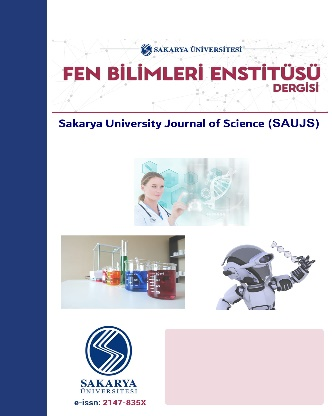 SAKARYA ÜNİVERSİTESİ
FEN BİLİMLERİ ENSTİTÜSÜ
DERGİSİ
Sakarya University Journal of Science (SAUJS)
SAKARYA
ÜNİVERSİTESİ
e-issn: 2147-835X